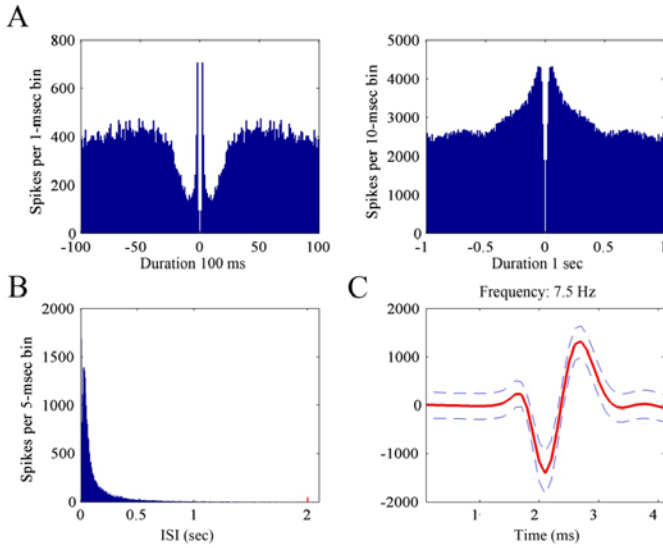 A
800
600
400
200
0
Spikes per 1-msec bin
-100 -50 0 50 100
Duration 100 ms
5000
4000
3000
2000
1000
0
Spikes per 10-msec bin
-1 -0.5 0 0.5 1
Duration 1 sec
B
2000
1500
1000
500
0
Spikes per 5-msec bin
0 0.5 1 1.5 2
ISI (sec)
C
Frequency: 7.5 Hz
1000
0
-1000
-2000
1 2 3 4
Time (ms)